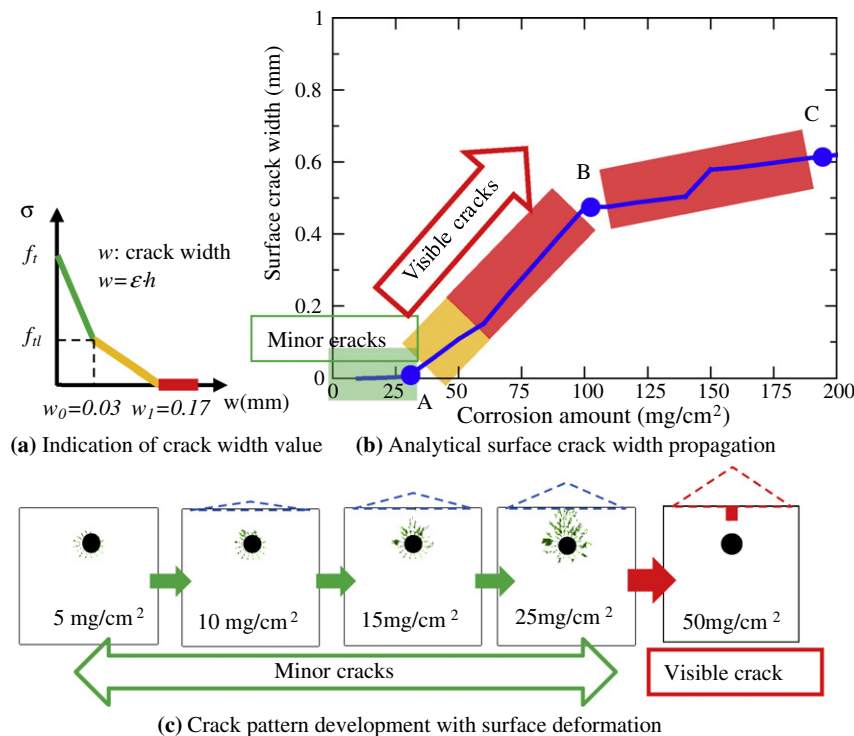 σ
f_t
w: crack width
w=ε·h
f_tl
w_0=0.03 w_1=0.17 w(mm)
(a) Indication of crack width value
Surface crack width (mm)
1
0.8
0.6
0.4
0.2
0
0 25 50 75 100 125 150 175 200
Corrosion amount (mg/cm²)
Visible cracks
Minor cracks
A
B
C
(b) Analytical surface crack width propagation
5 mg/cm²
10 mg/cm²
15mg/cm²
25mg/cm²
50mg/cm²
Minor cracks
Visible crack
(c) Crack pattern development with surface deformation